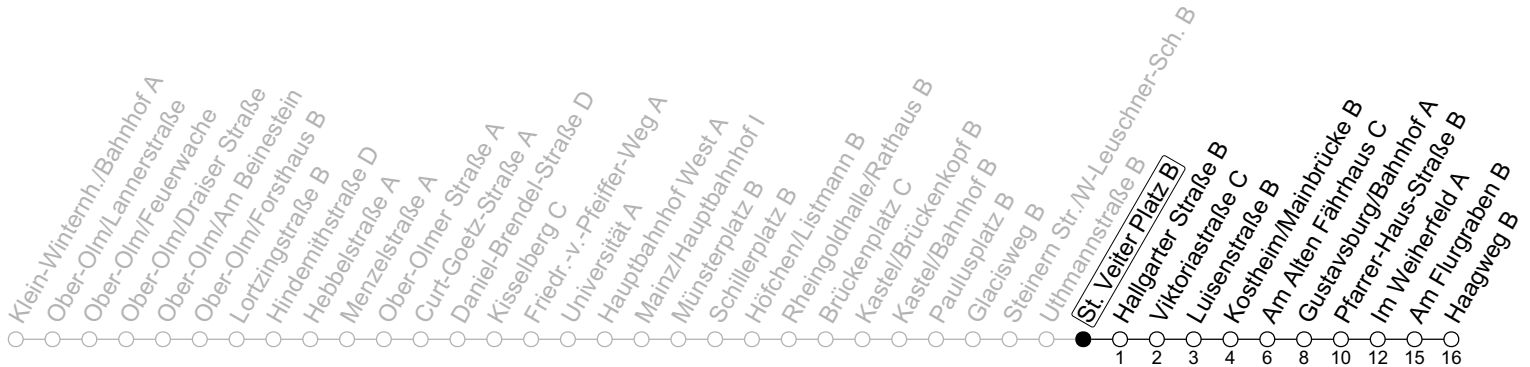 Klein-Winternh./Bahnhof A
Ober-Olm/Lannerstraße
Ober-Olm/Feuerwache
Ober-Olm/Draiser Straße
Ober-Olm/Am Beinestein
Ober-Olm/Forsthaus B
Lortzingstraße B
Hindemithstraße D
Hebbelstraße A
Menzelstraße A
Ober-Olmer Straße A
Curt-Goetz-Straße A
Daniel-Brendel-Straße D
Kisselberg C
Friedr.-v.-Pfeiffer-Weg A
Universität A
Hauptbahnhof West A
Mainz/Hauptbahnhof I
Münsterplatz B
Schillerplatz B
Höfchen/Listmann B
Rheingoldhalle/Rathaus B
Brückenplatz C
Kastel/Brückenkopf B
Kastel/Bahnhof B
Paulusplatz B
Glacisweg B
Steinern Str./W-Leuschner-Sch. B
Uthmannstraße B
St. Veiter Platz B
Hallgarter Straße B
Viktoriastraße C
Luisenstraße B
Kostheim/Mainbrücke B
Am Alten Fährhaus C
Gustavsburg/Bahnhof A
Pfarrer-Haus-Straße B
Im Weiherfeld A
Am Flurgraben B
Haagweg B
1 2 3 4 6 8 10 12 15 16